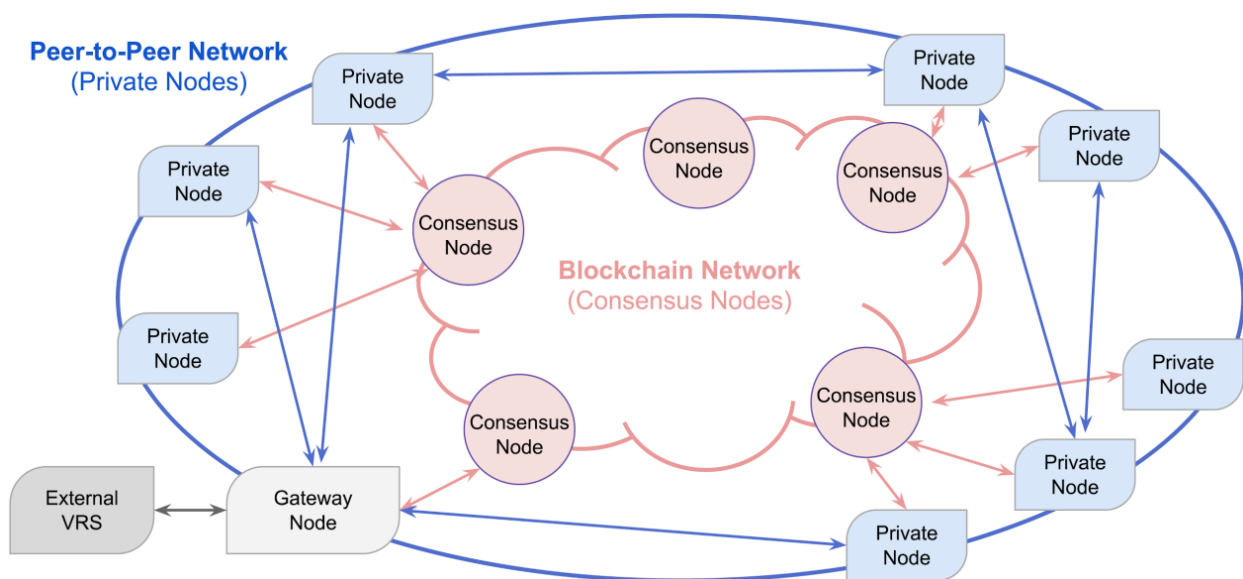 Peer-to-Peer Network
(Private Nodes)
Private
Node
Private
Node
Private
Node
Private
Node
Consensus
Node
Consensus
Node
Consensus
Node
Blockchain Network
(Consensus Nodes)
Private
Node
Private
Node
Consensus
Node
Consensus
Node
External
VRS
Gateway
Node
Private
Node
Private
Node